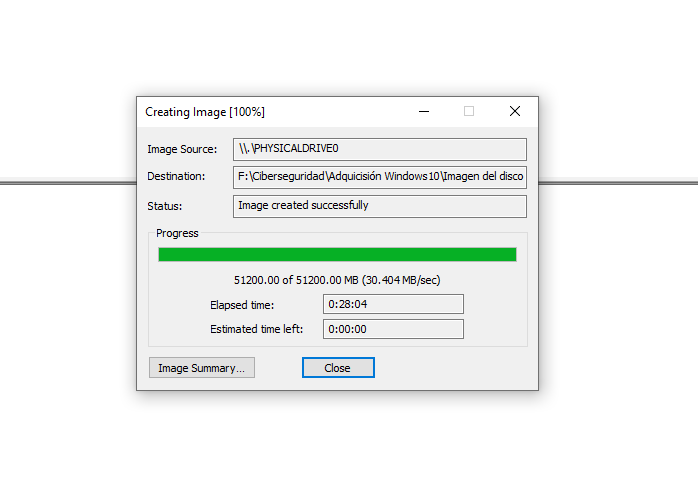 Creating Image [100%]
Image Source: \\.\PHYSICALDRIVE0
Destination: F:\Ciberseguridad\Adquicisión Windows10\Imagen del disco
Status: Image created successfully
Progress
51200.00 of 51200.00 MB (30.404 MB/sec)
Elapsed time: 0:28:04
Estimated time left: 0:00:00
Image Summary... Close